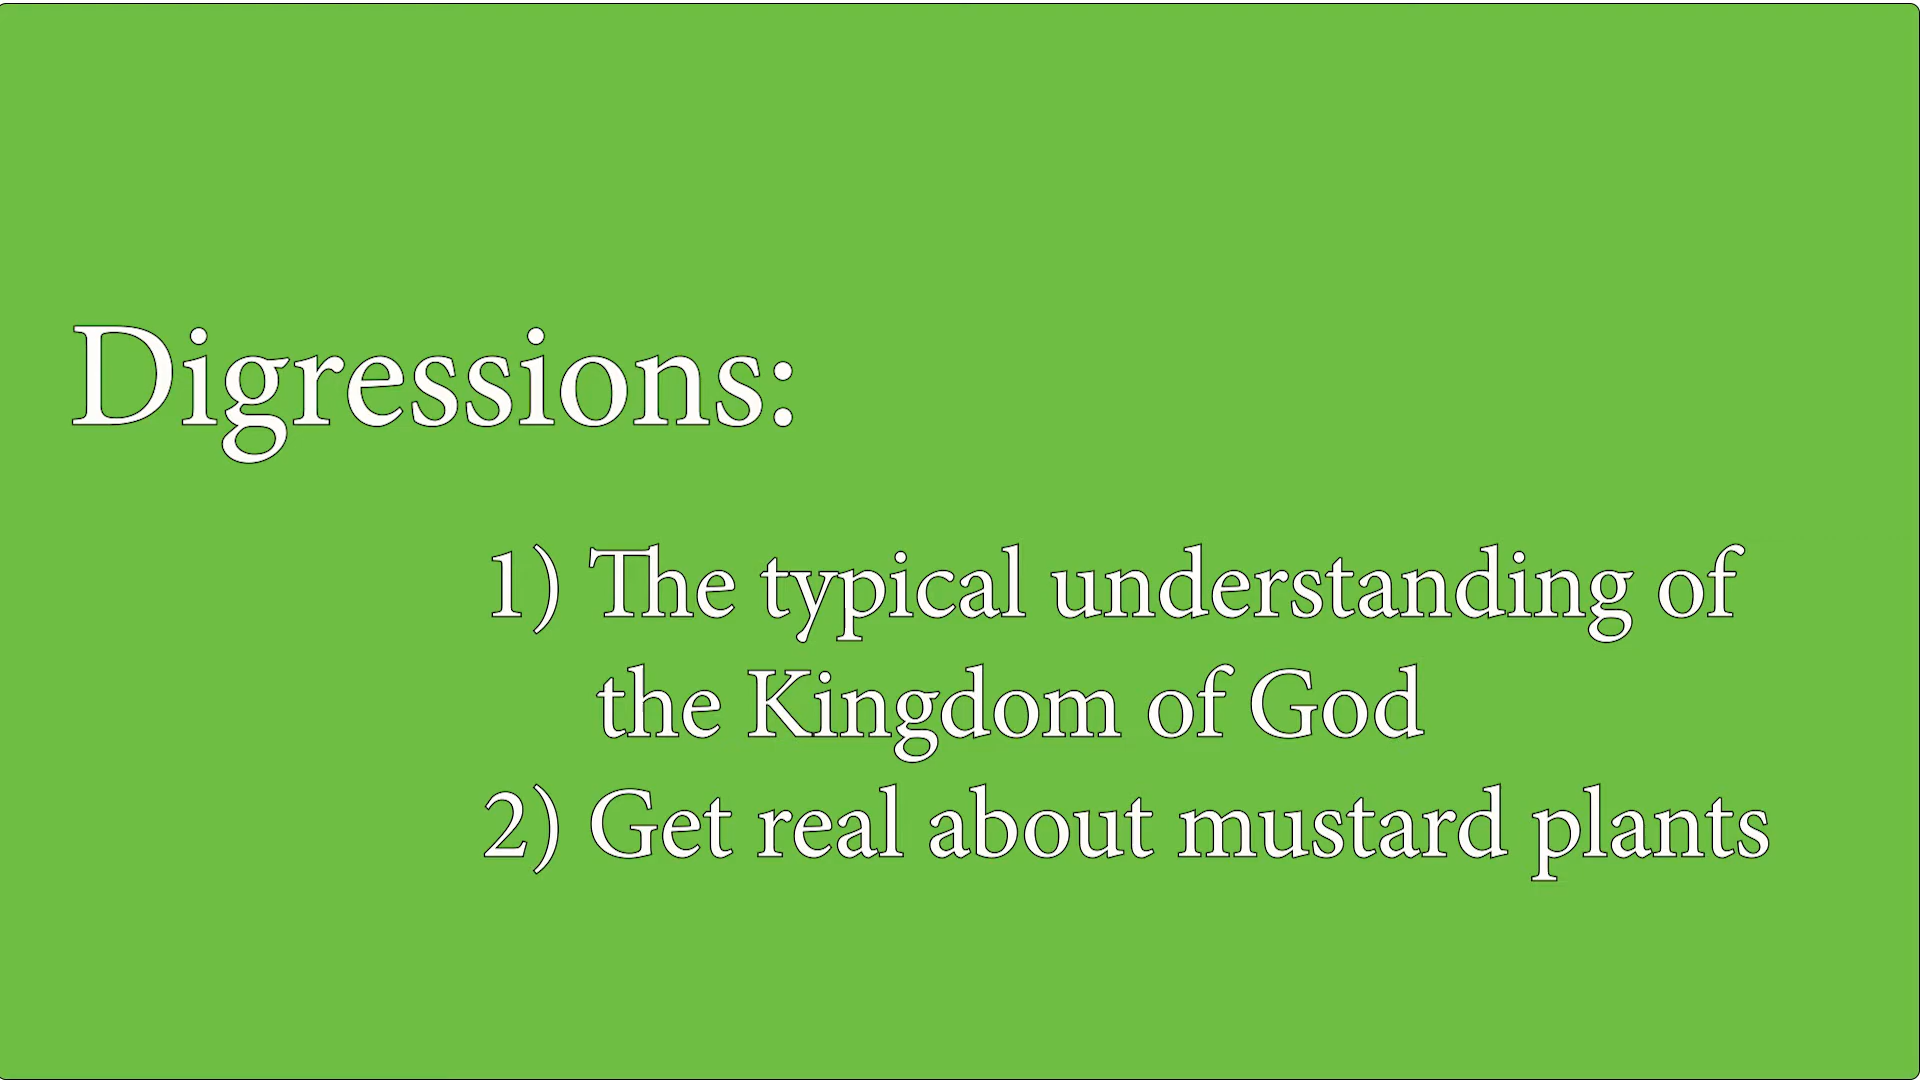 Digressions:
1) The typical understanding of
the Kingdom of God
2) Get real about mustard plants